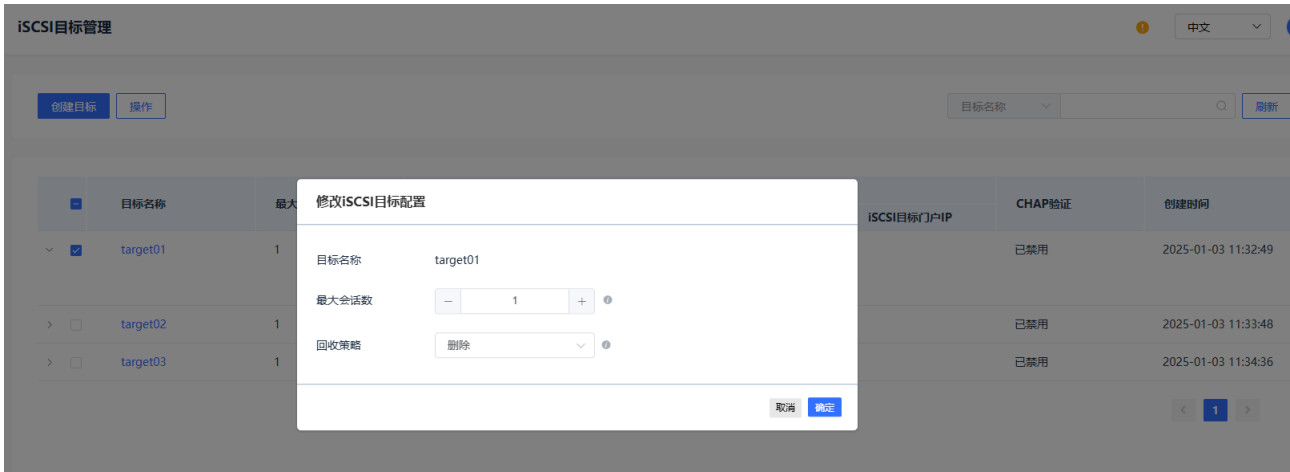 iSCSI目标管理
中文
创建目标 操作 目标名称 刷新
目标名称 最大 iSCSI目标门户IP CHAP验证 创建时间
target01 1 已禁用 2025-01-03 11:32:49
target02 1 已禁用 2025-01-03 11:33:48
target03 1 已禁用 2025-01-03 11:34:36
1
修改iSCSI目标配置
目标名称 target01
最大会话数 1
回收策略 删除
取消 确定